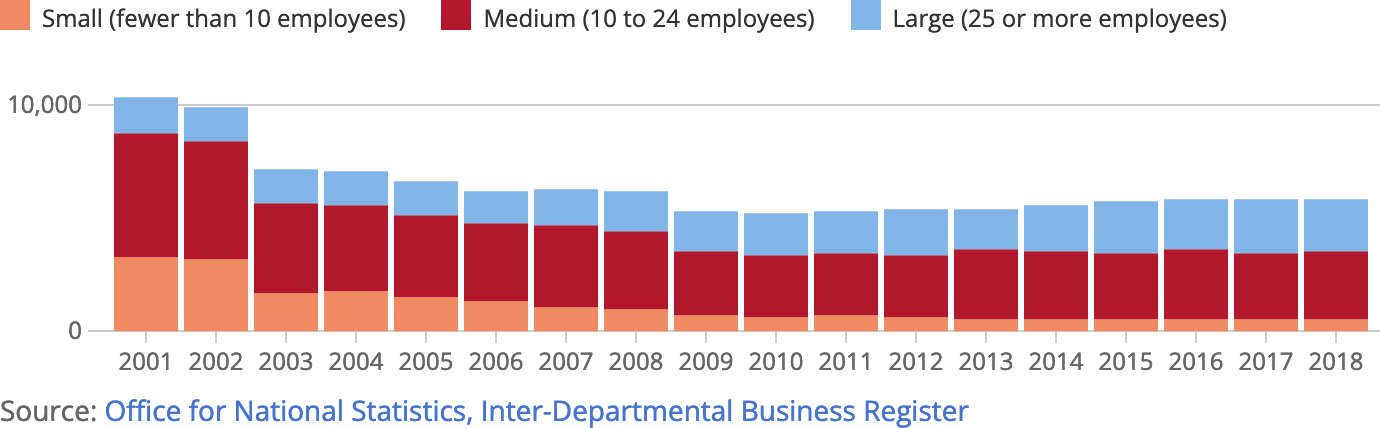 Small (fewer than 10 employees) Medium (10 to 24 employees) Large (25 or more employees)
10,000
0
2001 2002 2003 2004 2005 2006 2007 2008 2009 2010 2011 2012 2013 2014 2015 2016 2017 2018
Source: Office for National Statistics, Inter-Departmental Business Register